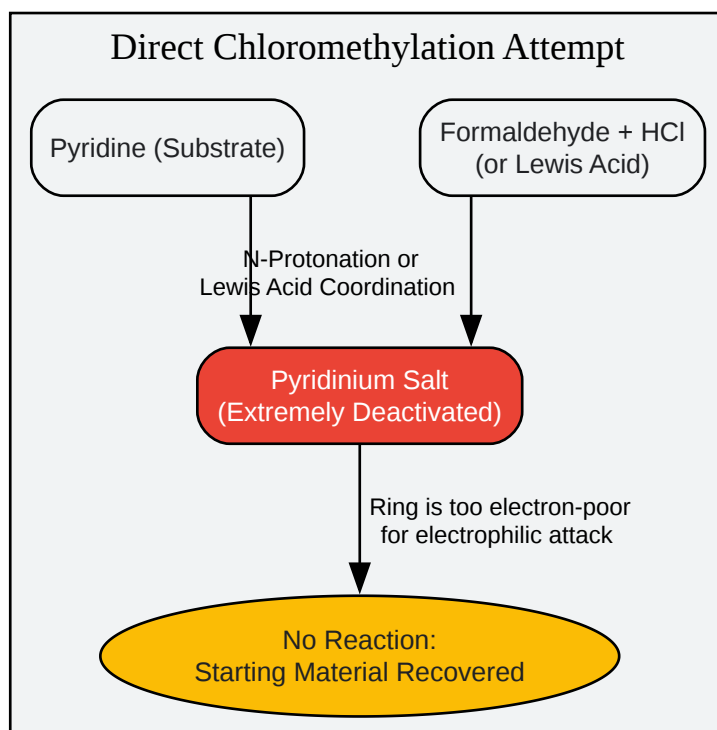 Direct Chloromethylation Attempt
Pyridine (Substrate)
Formaldehyde + HCl
(or Lewis Acid)
N-Protonation or
Lewis Acid Coordination
Pyridinium Salt
(Extremely Deactivated)
Ring is too electron-poor
for electrophilic attack
No Reaction:
Starting Material Recovered